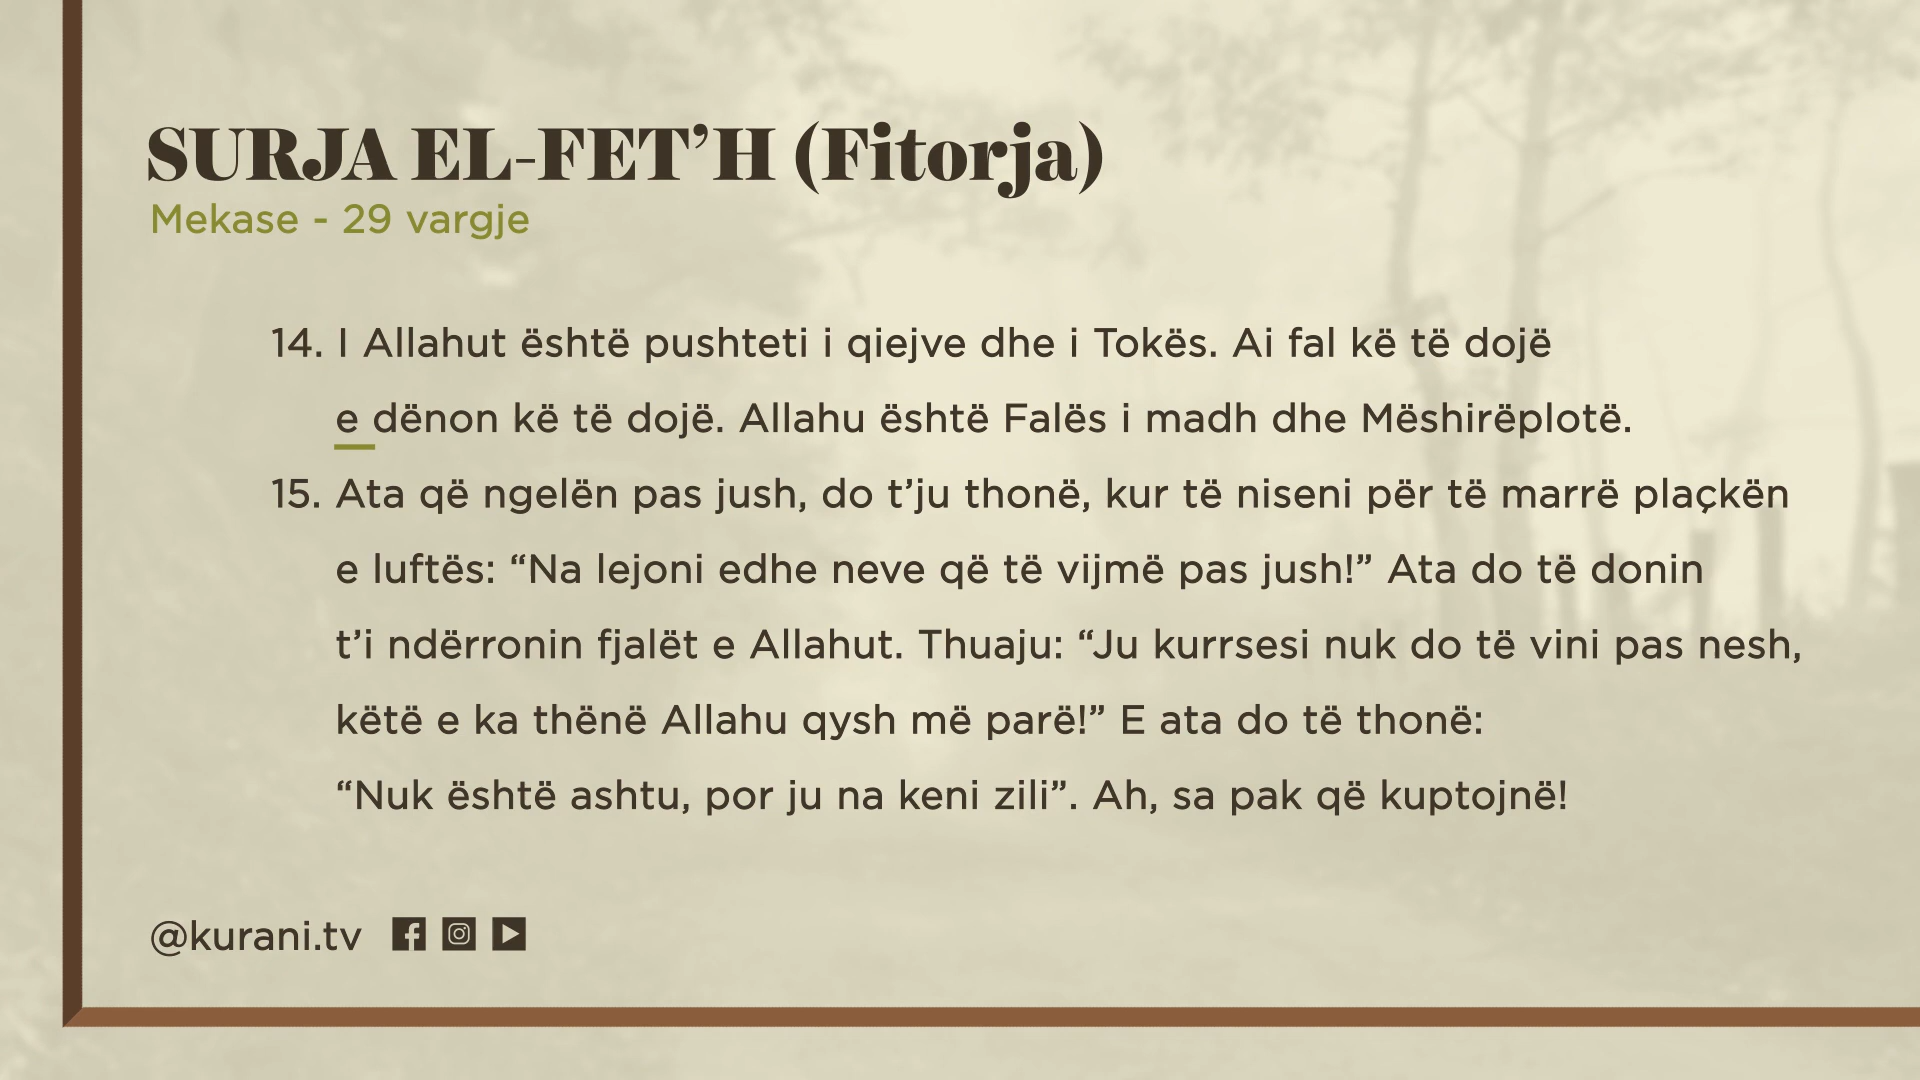 SURJA EL-FET’H (Fitorja)
Mekase - 29 vargje
14. I Allahut është pushteti i qiejve dhe i Tokës. Ai fal kë të dojë
e dënon kë të dojë. Allahu është Falës i madh dhe Mëshirëplotë.
15. Ata që ngelën pas jush, do t’ju thonë, kur të niseni për të marrë plaçkën
e luftës: “Na lejoni edhe neve që të vijmë pas jush!” Ata do të donin
t’i ndërronin fjalët e Allahut. Thuaju: “Ju kurrsesi nuk do të vini pas nesh,
këtë e ka thënë Allahu qysh më parë!” E ata do të thonë:
“Nuk është ashtu, por ju na keni zili”. Ah, sa pak që kuptojnë!
@kurani.tv